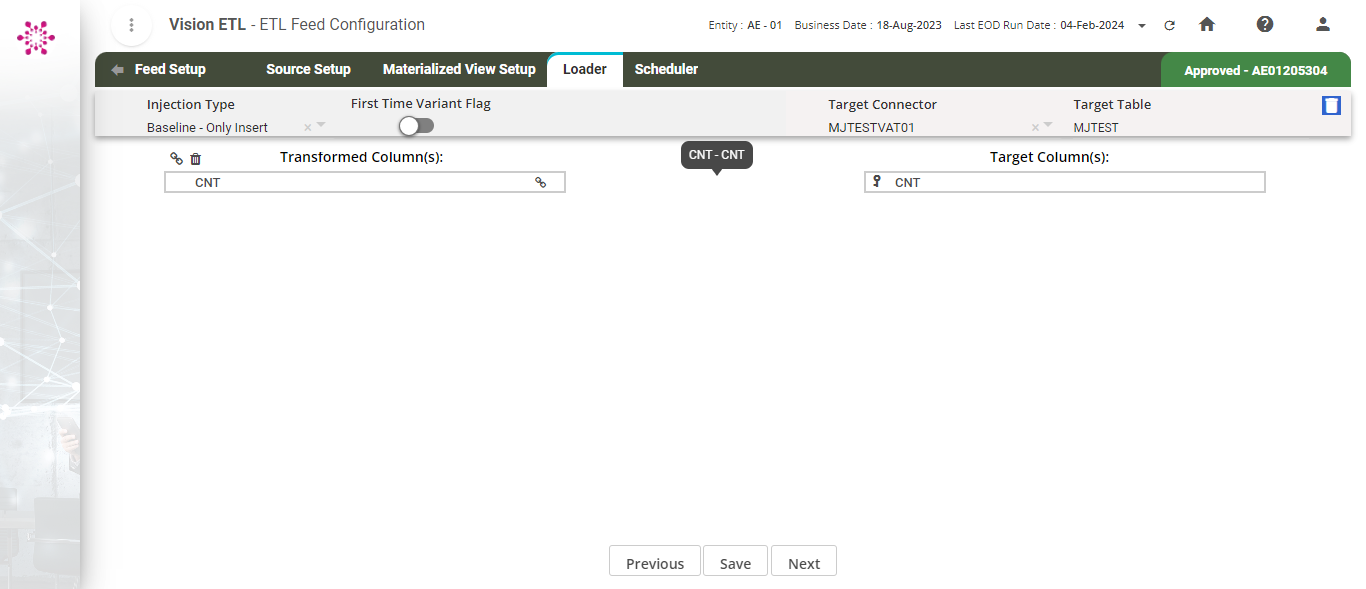 Vision ETL - ETL Feed Configuration
Entity : AE - 01 Business Date : 18-Aug-2023 Last EOD Run Date : 04-Feb-2024
Feed Setup Source Setup Materialized View Setup Loader Scheduler Approved - AE01205304
Injection Type First Time Variant Flag Target Connector Target Table
Baseline - Only Insert MJTESTVAT01 MJTEST
Transformed Column(s): CNT - CNT Target Column(s):
CNT CNT
Previous Save Next